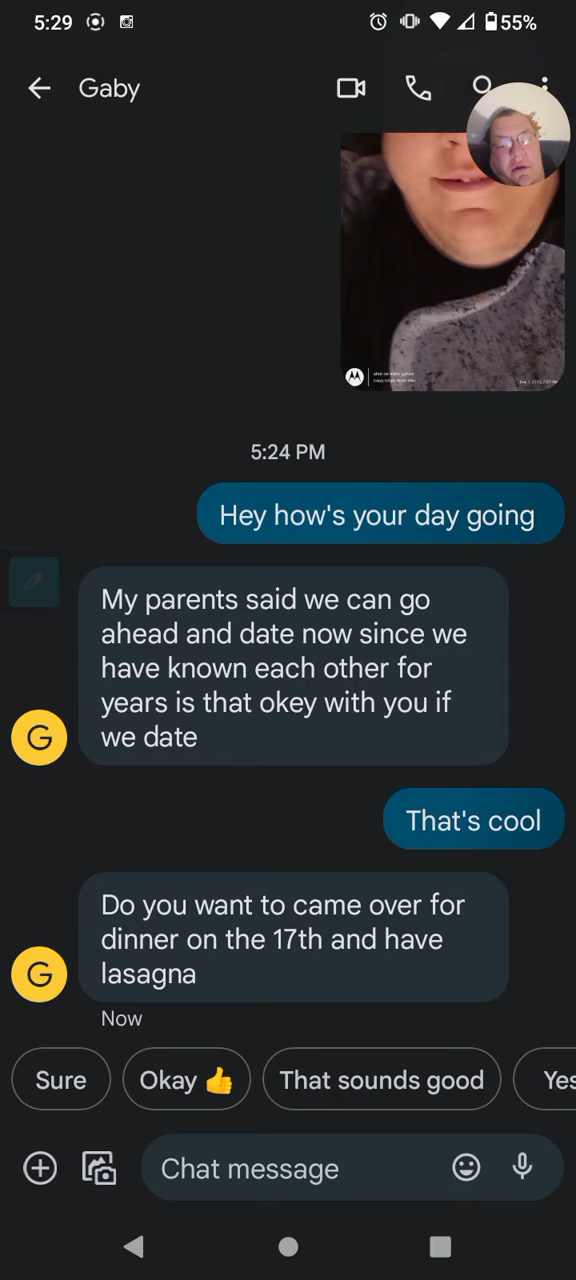 5:29
55%
Gaby
5:24 PM
Hey how's your day going
My parents said we can go
ahead and date now since we
have known each other for
years is that okey with you if
we date
G
That's cool
Do you want to came over for
dinner on the 17th and have
lasagna
G
Now
Sure
Okay 👍
That sounds good
Yes
Chat message